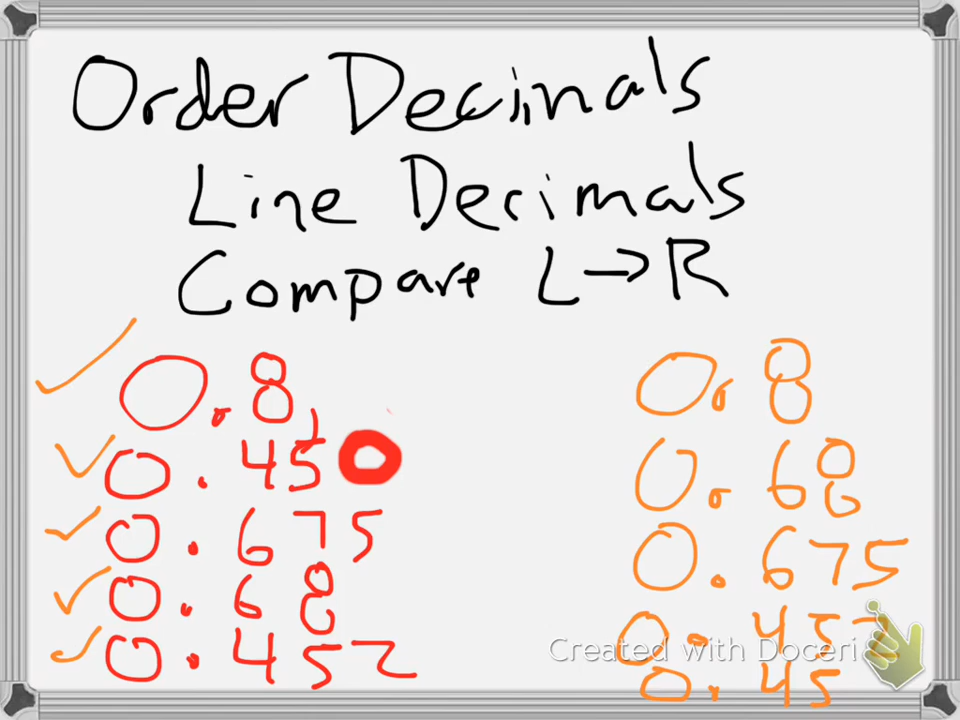 Order Decimals
Line Decimals
Compare L→R
0.8,
0.450
0.675
0.68
0.452
0.8
0.68
0.675
0.452
0.45
Created with Doceri